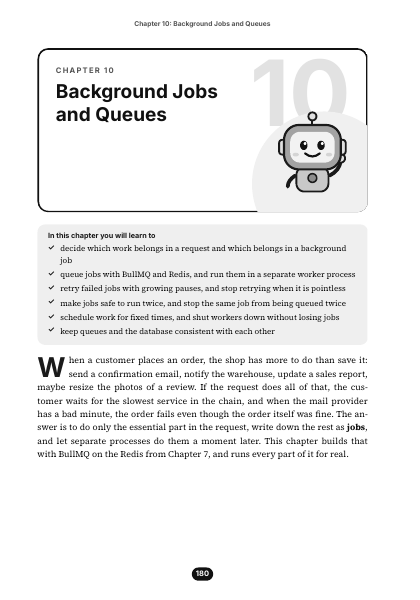 Chapter 10: Background Jobs and Queues
CHAPTER 10
10
Background Jobs
and Queues
In this chapter you will learn to
✓ decide which work belongs in a request and which belongs in a background
job
✓ queue jobs with BullMQ and Redis, and run them in a separate worker process
✓ retry failed jobs with growing pauses, and stop retrying when it is pointless
✓ make jobs safe to run twice, and stop the same job from being queued twice
✓ schedule work for fixed times, and shut workers down without losing jobs
✓ keep queues and the database consistent with each other
When a customer places an order, the shop has more to do than save it:
send a confirmation email, notify the warehouse, update a sales report,
maybe resize the photos of a review. If the request does all of that, the cus-
tomer waits for the slowest service in the chain, and when the mail provider
has a bad minute, the order fails even though the order itself was fine. The an-
swer is to do only the essential part in the request, write down the rest as jobs,
and let separate processes do them a moment later. This chapter builds that
with BullMQ on the Redis from Chapter 7, and runs every part of it for real.
180